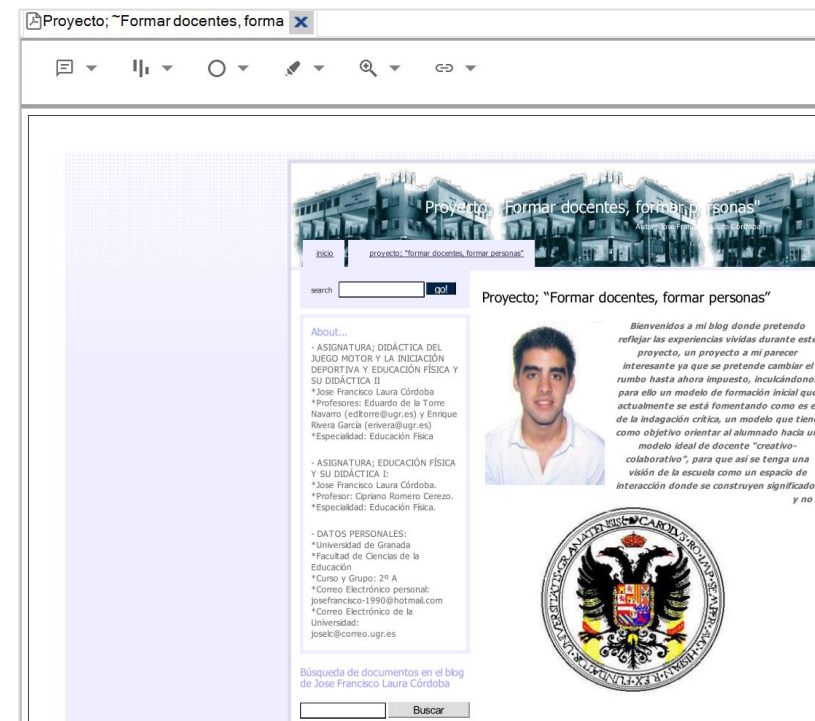 Proyecto; ~Formar docentes, forma
Proyecto; "Formar docentes, formar personas"
Autor: Jose Francisco Laura Córdoba
inicio
proyecto; "formar docentes, formar personas"
search
go!
About...
- ASIGNATURA; DIDÁCTICA DEL
JUEGO MOTOR Y LA INICIACIÓN
DEPORTIVA Y EDUCACIÓN FÍSICA Y
SU DIDÁCTICA II
*Jose Francisco Laura Córdoba
*Profesores: Eduardo de la Torre
Navarro (editorre@ugr.es) y Enrique
Rivera García (erivera@ugr.es)
*Especialidad: Educación Física
- ASIGNATURA; EDUCACIÓN FÍSICA
Y SU DIDÁCTICA I:
*Jose Francisco Laura Córdoba.
*Profesor: Cipriano Romero Cerezo.
*Especialidad: Educación Física.
- DATOS PERSONALES:
*Universidad de Granada
*Facultad de Ciencias de la
Educación
*Curso y Grupo: 2º A
*Correo Electrónico personal:
josefrancisco-1990@hotmail.com
*Correo Electrónico de la
Universidad:
joselc@correo.ugr.es
Búsqueda de documentos en el blog
de Jose Francisco Laura Córdoba
Buscar
Proyecto; “Formar docentes, formar personas”
Bienvenidos a mi blog donde pretendo
reflejar las experiencias vividas durante este
proyecto, un proyecto a mi parecer
interesante ya que se pretende cambiar el
rumbo hasta ahora impuesto, inculcándono
para ello un modelo de formación inicial que
actualmente se está fomentando como es e
de la indagación crítica, un modelo que tiene
como objetivo orientar al alumnado hacia un
modelo ideal de docente “creativo-
colaborativo”, para que así se tenga una
visión de la escuela como un espacio de
interacción donde se construyen significado
y no